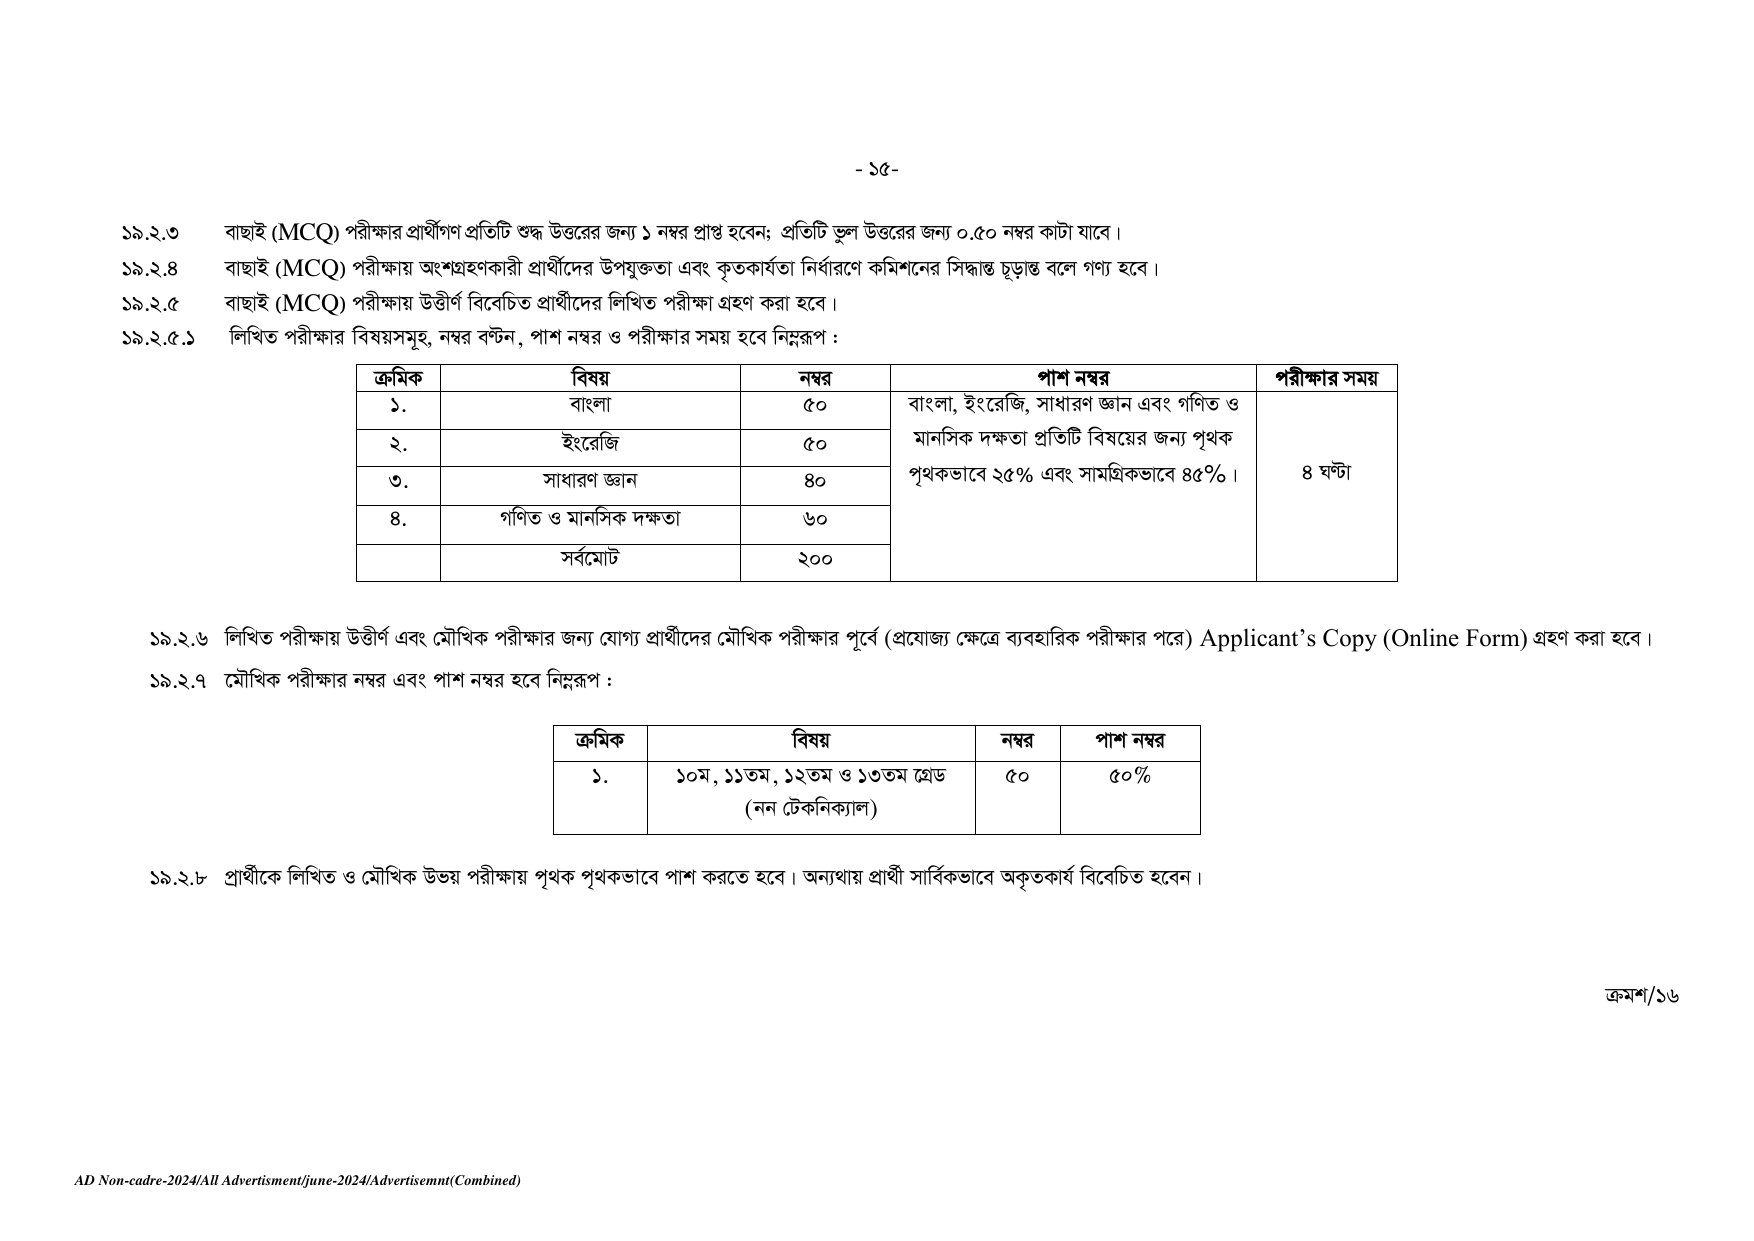 - ১৫-
১৯.২.৩ বাছাই (MCQ) পরীক্ষার প্রার্থীগণ প্রতিটি শুদ্ধ উত্তরের জন্য ১ নম্বর প্রাপ্ত হবেন; প্রতিটি ভুল উত্তরের জন্য ০.৫০ নম্বর কাটা যাবে।
১৯.২.৪ বাছাই (MCQ) পরীক্ষায় অংশগ্রহণকারী প্রার্থীদের উপযুক্ততা এবং কৃতকার্যতা নির্ধারণে কমিশনের সিদ্ধান্ত চূড়ান্ত বলে গণ্য হবে।
১৯.২.৫ বাছাই (MCQ) পরীক্ষায় উত্তীর্ণ বিবেচিত প্রার্থীদের লিখিত পরীক্ষা গ্রহণ করা হবে।
১৯.২.৫.১ লিখিত পরীক্ষার বিষয়সমূহ, নম্বর বণ্টন, পাশ নম্বর ও পরীক্ষার সময় হবে নিম্নরূপ :
ক্রমিক বিষয় নম্বর পাশ নম্বর পরীক্ষার সময়
১. বাংলা ৫০ বাংলা, ইংরেজি, সাধারণ জ্ঞান এবং গণিত ও
২. ইংরেজি ৫০ মানসিক দক্ষতা প্রতিটি বিষয়ের জন্য পৃথক
৩. সাধারণ জ্ঞান ৪০ পৃথকভাবে ২৫% এবং সামগ্রিকভাবে ৪৫%। ৪ ঘণ্টা
৪. গণিত ও মানসিক দক্ষতা ৬০
সর্বমোট ২০০
১৯.২.৬ লিখিত পরীক্ষায় উত্তীর্ণ এবং মৌখিক পরীক্ষার জন্য যোগ্য প্রার্থীদের মৌখিক পরীক্ষার পূর্বে (প্রযোজ্য ক্ষেত্রে ব্যবহারিক পরীক্ষার পরে) Applicant’s Copy (Online Form) গ্রহণ করা হবে।
১৯.২.৭ মৌখিক পরীক্ষার নম্বর এবং পাশ নম্বর হবে নিম্নরূপ :
ক্রমিক বিষয় নম্বর পাশ নম্বর
১. ১০ম, ১১তম, ১২তম ও ১৩তম গ্রেড ৫০ ৫০%
(নন টেকনিক্যাল)
১৯.২.৮ প্রার্থীকে লিখিত ও মৌখিক উভয় পরীক্ষায় পৃথক পৃথকভাবে পাশ করতে হবে। অন্যথায় প্রার্থী সার্বিকভাবে অকৃতকার্য বিবেচিত হবেন।
ক্রমশ/১৬
AD Non-cadre-2024/All Advertisment/june-2024/Advertisemnt(Combined)